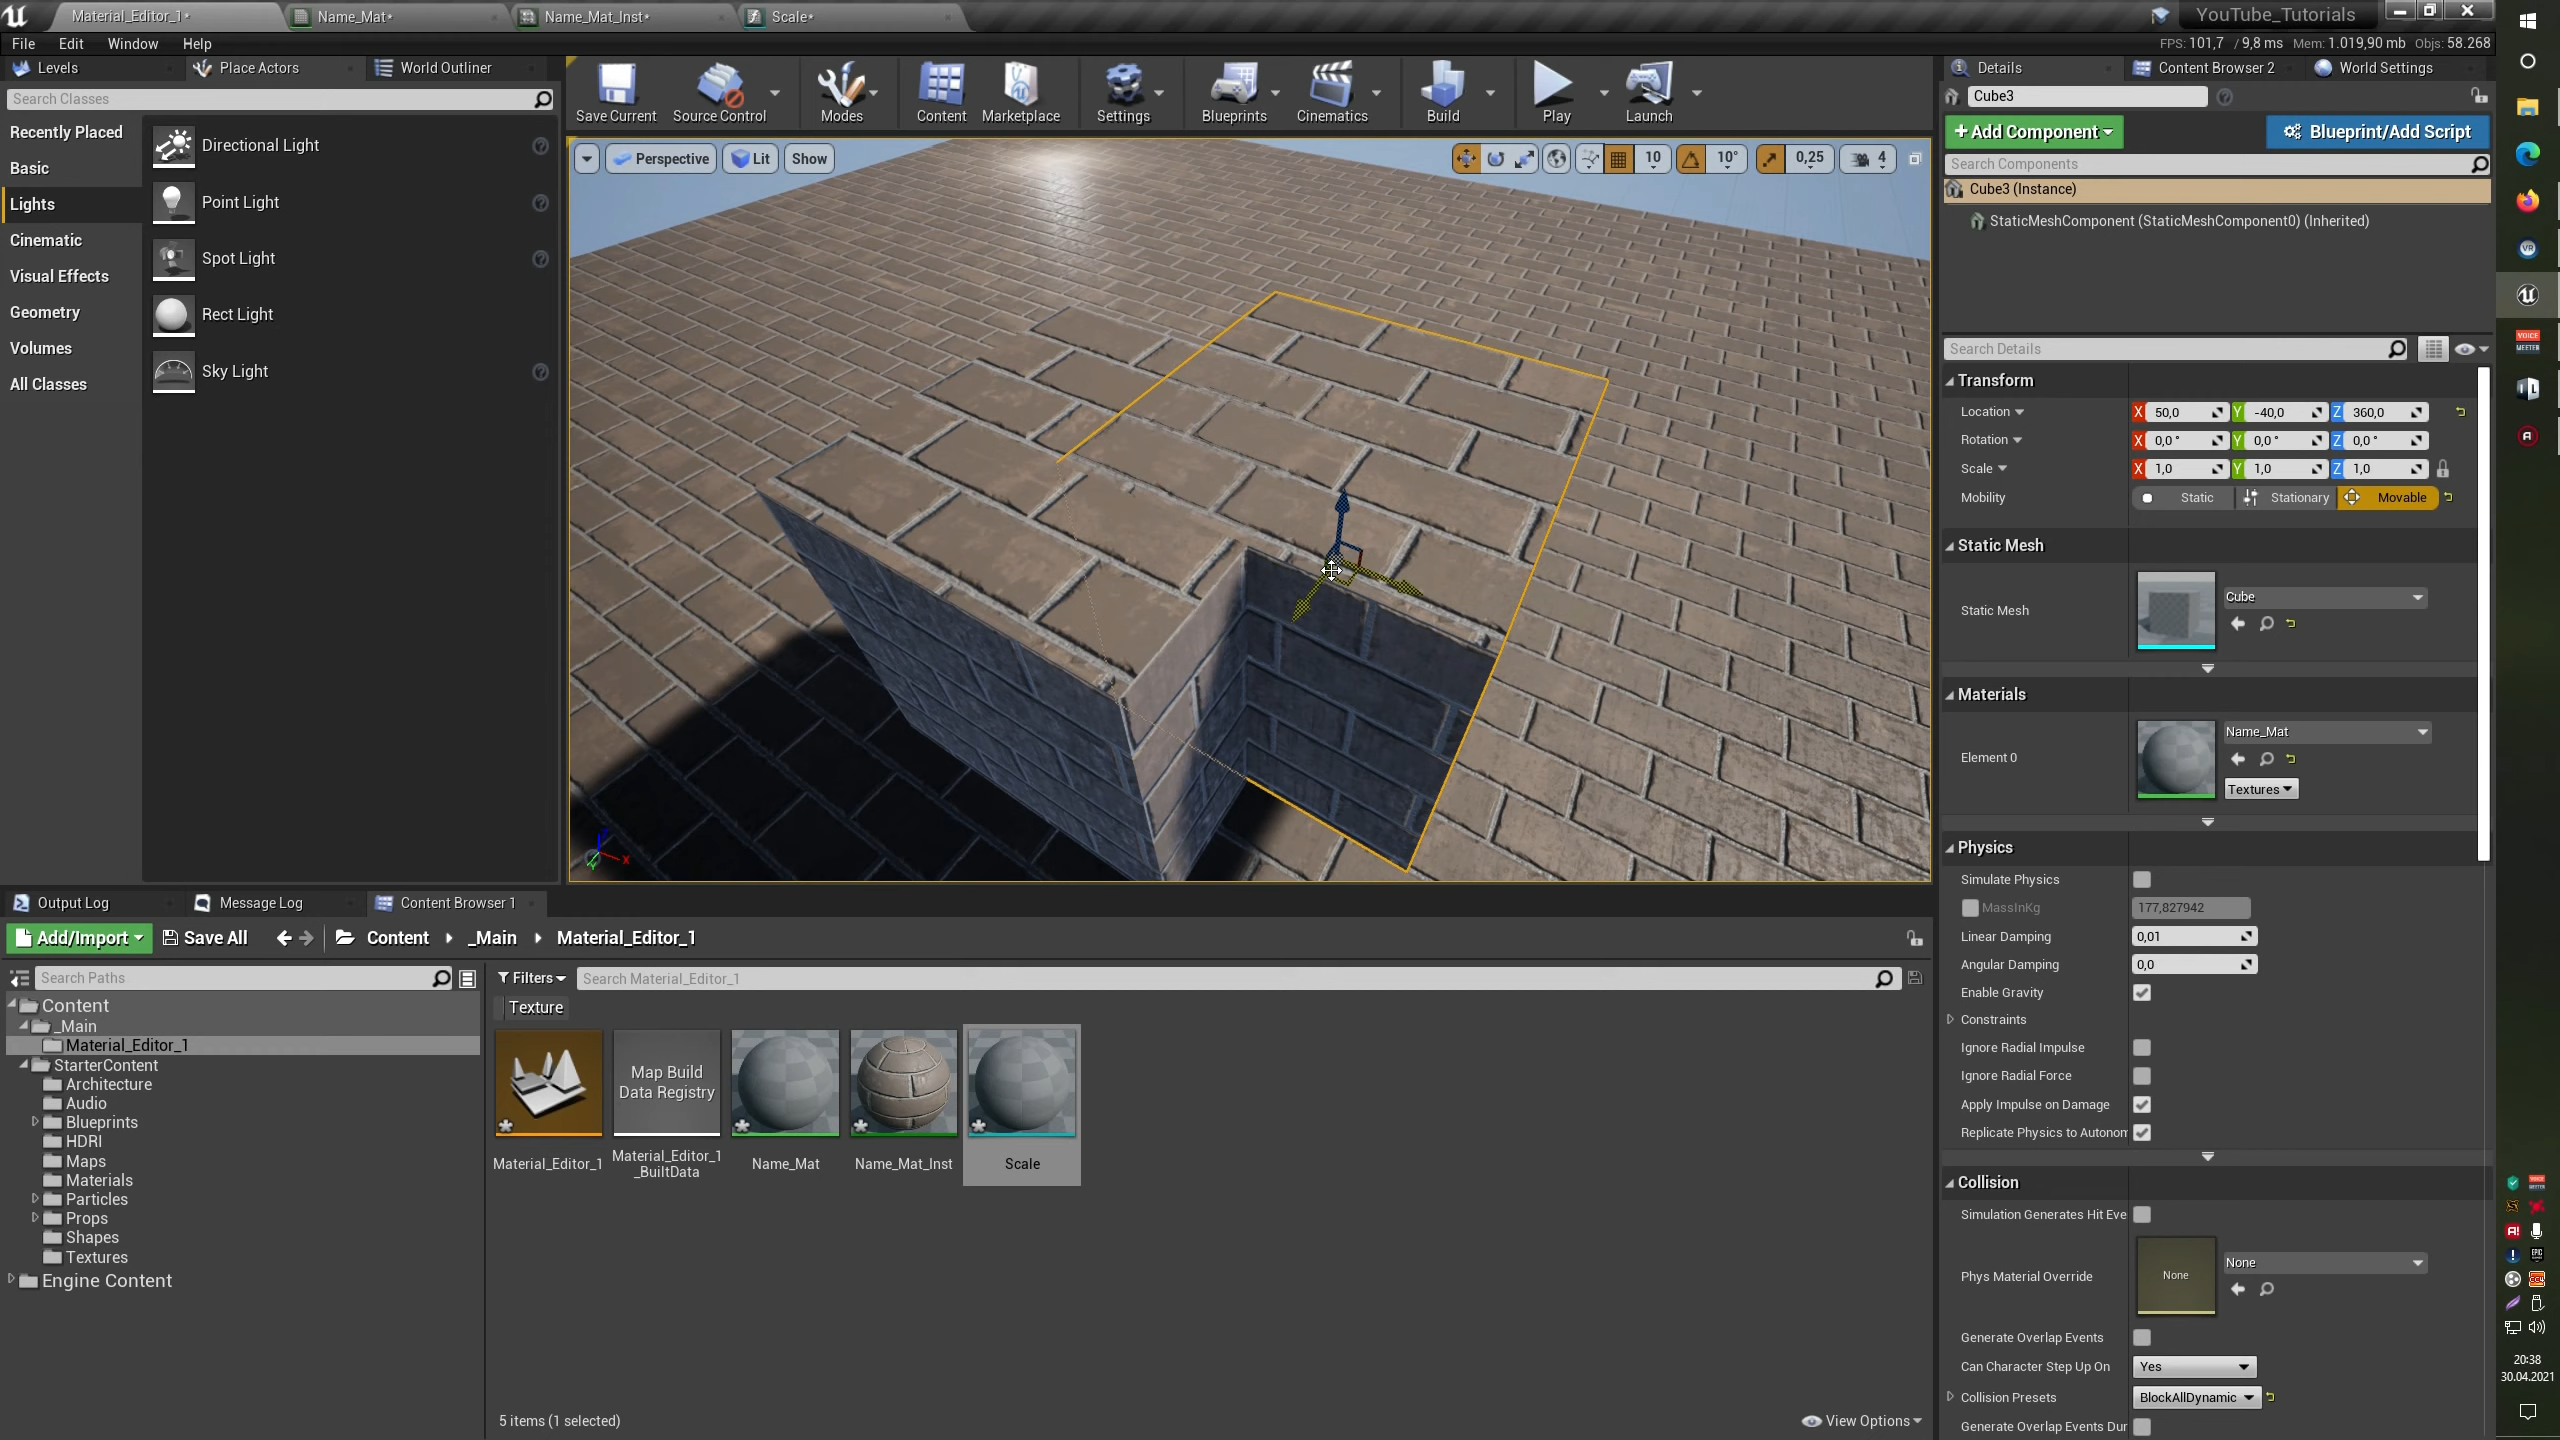 Material_Editor_1*
Name_Mat*
Name_Mat_Inst*
Scale*
YouTube_Tutorials
File
Edit
Window
Help
FPS: 101,7 / 9,8 ms Mem: 1.019,90 mb Objs: 58.268
Levels
Place Actors
World Outliner
Search Classes
Recently Placed
Basic
Lights
Cinematic
Visual Effects
Geometry
Volumes
All Classes
Directional Light
Point Light
Spot Light
Rect Light
Sky Light
Save Current
Source Control
Modes
Content
Marketplace
Settings
Blueprints
Cinematics
Build
Play
Launch
Perspective
Lit
Show
10
10°
0,25
4
X
Z
Details
Content Browser 2
World Settings
Cube3
+Add Component
Blueprint/Add Script
Search Components
Cube3 (Instance)
StaticMeshComponent (StaticMeshComponent0) (Inherited)
Search Details
Transform
Location X 50,0 Y -40,0 Z 360,0
Rotation X 0,0 ° Y 0,0 ° Z 0,0 °
Scale X 1,0 Y 1,0 Z 1,0
Mobility Static Stationary Movable
Static Mesh
Static Mesh
Cube
Materials
Element 0
Name_Mat
Textures
Physics
Simulate Physics
MassInKg 177,827942
Linear Damping 0,01
Angular Damping 0,0
Enable Gravity
Constraints
Ignore Radial Impulse
Ignore Radial Force
Apply Impulse on Damage
Replicate Physics to Autonom
Collision
Simulation Generates Hit Eve
Phys Material Override
None
None
Generate Overlap Events
Can Character Step Up On Yes
Collision Presets BlockAllDynamic
Generate Overlap Events Dur
Output Log
Message Log
Content Browser 1
Add/Import
Save All
Content
_Main
Material_Editor_1
Search Paths
Content
_Main
Material_Editor_1
StarterContent
Architecture
Audio
Blueprints
HDRI
Maps
Materials
Particles
Props
Shapes
Textures
Engine Content
Filters
Search Material_Editor_1
Texture
Map Build
Data Registry
Material_Editor_1
Material_Editor_1
_BuiltData
Name_Mat
Name_Mat_Inst
Scale
5 items (1 selected)
View Options
VR
VOICE
MEETER
20:38
30.04.2021